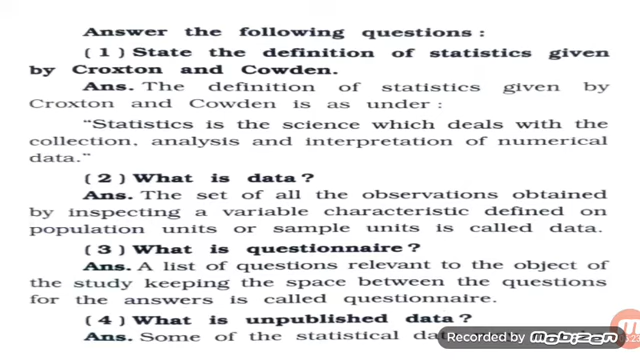 Answer the following questions :
(1) State the definition of statistics given
by Croxton and Cowden.
Ans. The definition of statistics given by
Croxton and Cowden is as under :
"Statistics is the science which deals with the
collection, analysis and interpretation of numerical
data."
(2) What is data?
Ans. The set of all the observations obtained
by inspecting a variable characteristic defined on
population units or sample units is called data.
(3) What is questionnaire?
Ans. A list of questions relevant to the object of
the study keeping the space between the questions
for the answers is called questionnaire.
(4) What is unpublished data?
Ans. Some of the statistical
Recorded by Mobizen